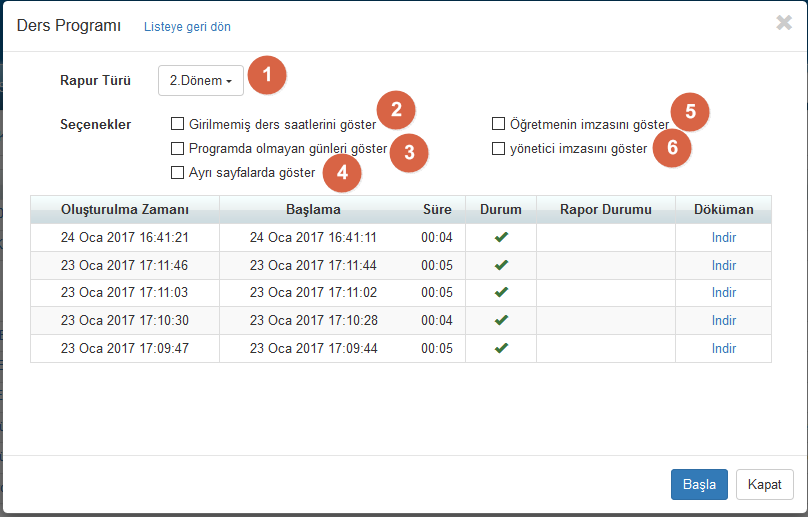 Ders Programı Listeye geri dön ×
Rapur Türü 2.Dönem 1
Seçenekler Girilmemiş ders saatlerini göster 2 Öğretmenin imzasını göster 5
Programda olmayan günleri göster 3 yönetici imzasını göster 6
Ayrı sayfalarda göster 4
Oluşturulma Zamanı Başlama Süre Durum Rapor Durumu Döküman
24 Oca 2017 16:41:21 24 Oca 2017 16:41:11 00:04 Indir
23 Oca 2017 17:11:46 23 Oca 2017 17:11:44 00:05 Indir
23 Oca 2017 17:11:03 23 Oca 2017 17:11:02 00:05 Indir
23 Oca 2017 17:10:30 23 Oca 2017 17:10:28 00:04 Indir
23 Oca 2017 17:09:47 23 Oca 2017 17:09:44 00:05 Indir
Başla Kapat